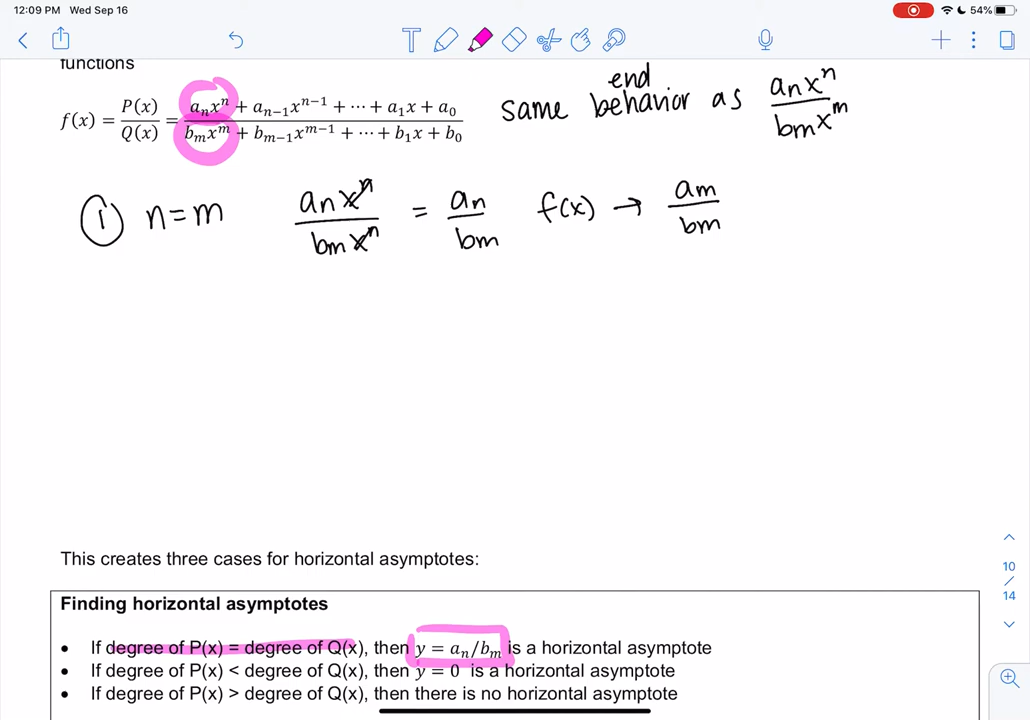 12:09 PM Wed Sep 16 54%
functions
f(x) = P(x)/Q(x) = (aₙxⁿ + aₙ₋₁xⁿ⁻¹ + ⋯ + a₁x + a₀)/(bₘxᵐ + bₘ₋₁xᵐ⁻¹ + ⋯ + b₁x + b₀)
same end behavior as anxⁿ/bmxᵐ
① n=m anxⁿ/bmxⁿ = an/bm f(x) → am/bm
This creates three cases for horizontal asymptotes:
Finding horizontal asymptotes
• If degree of P(x) = degree of Q(x), then y = aₙ/bₘ is a horizontal asymptote
• If degree of P(x) < degree of Q(x), then y = 0 is a horizontal asymptote
• If degree of P(x) > degree of Q(x), then there is no horizontal asymptote
10
/
14